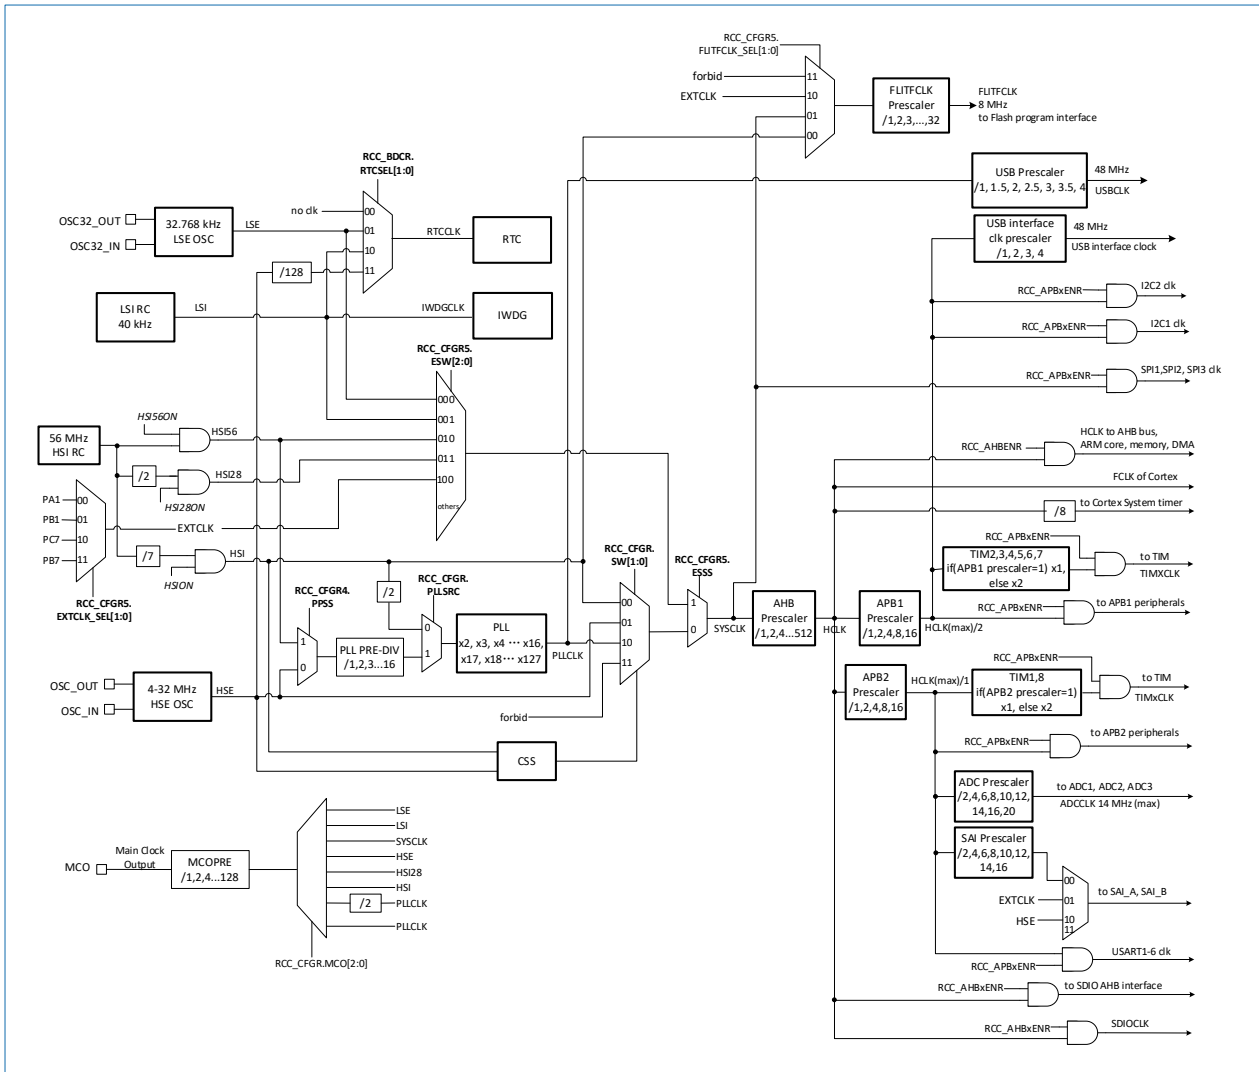 RCC_CFGR5.
FLITFCLK_SEL[1:0]
forbid
11
EXTCLK
10
01
00
FLITFCLK
Prescaler
/1,2,3,...,32
FLITFCLK
8 MHz
to Flash program interface
RCC_BDCR.
RTCSEL[1:0]
USB Prescaler
/1, 1.5, 2, 2.5, 3, 3.5, 4
48 MHz
USBCLK
OSC32_OUT
OSC32_IN
32.768 kHz
LSE OSC
LSE
no clk
00
01
10
11
/128
RTCCLK
RTC
USB interface
clk prescaler
/1, 2, 3, 4
48 MHz
USB interface clock
LSI RC
40 kHz
LSI
IWDGCLK
IWDG
RCC_APBxENR
I2C2 clk
RCC_APBxENR
I2C1 clk
RCC_APBxENR
SPI1,SPI2, SPI3 clk
RCC_CFGR5.
ESW[2:0]
000
001
010
011
100
others
56 MHz
HSI RC
HSI56ON
HSI56
/2
HSI28
HSI28ON
PA1
00
PB1
01
PC7
10
PB7
11
EXTCLK
RCC_CFGR5.
EXTCLK_SEL[1:0]
/7
HSI
HSION
RCC_AHBENR
HCLK to AHB bus,
ARM core, memory, DMA
FCLK of Cortex
/8
to Cortex System timer
RCC_CFGR4.
PPSS
1
0
/2
RCC_CFGR.
PLLSRC
0
1
PLL PRE-DIV
/1,2,3...16
PLL
x2, x3, x4 ··· x16,
x17, x18··· x127
PLLCLK
RCC_CFGR.
SW[1:0]
00
01
10
11
RCC_CFGR5.
ESSS
1
0
SYSCLK
AHB
Prescaler
/1,2,4...512
HCLK
APB1
Prescaler
/1,2,4,8,16
HCLK(max)/2
RCC_APBxENR
TIM2,3,4,5,6,7
if(APB1 prescaler=1) x1,
else x2
to TIM
TIMXCLK
RCC_APBxENR
to APB1 peripherals
OSC_OUT
OSC_IN
4-32 MHz
HSE OSC
HSE
forbid
CSS
APB2
Prescaler
/1,2,4,8,16
HCLK(max)/1
RCC_APBxENR
TIM1,8
if(APB2 prescaler=1)
x1, else x2
to TIM
TIMxCLK
RCC_APBxENR
to APB2 peripherals
ADC Prescaler
/2,4,6,8,10,12,
14,16,20
to ADC1, ADC2, ADC3
ADCCLK 14 MHz (max)
SAI Prescaler
/2,4,6,8,10,12,
14,16
00
EXTCLK
01
HSE
10
11
to SAI_A, SAI_B
MCO
Main Clock
Output
MCOPRE
/1,2,4...128
LSE
LSI
SYSCLK
HSE
HSI28
HSI
/2
PLLCLK
PLLCLK
RCC_CFGR.MCO[2:0]
RCC_APBxENR
USART1-6 clk
RCC_AHBxENR
to SDIO AHB interface
RCC_AHBxENR
SDIOCLK